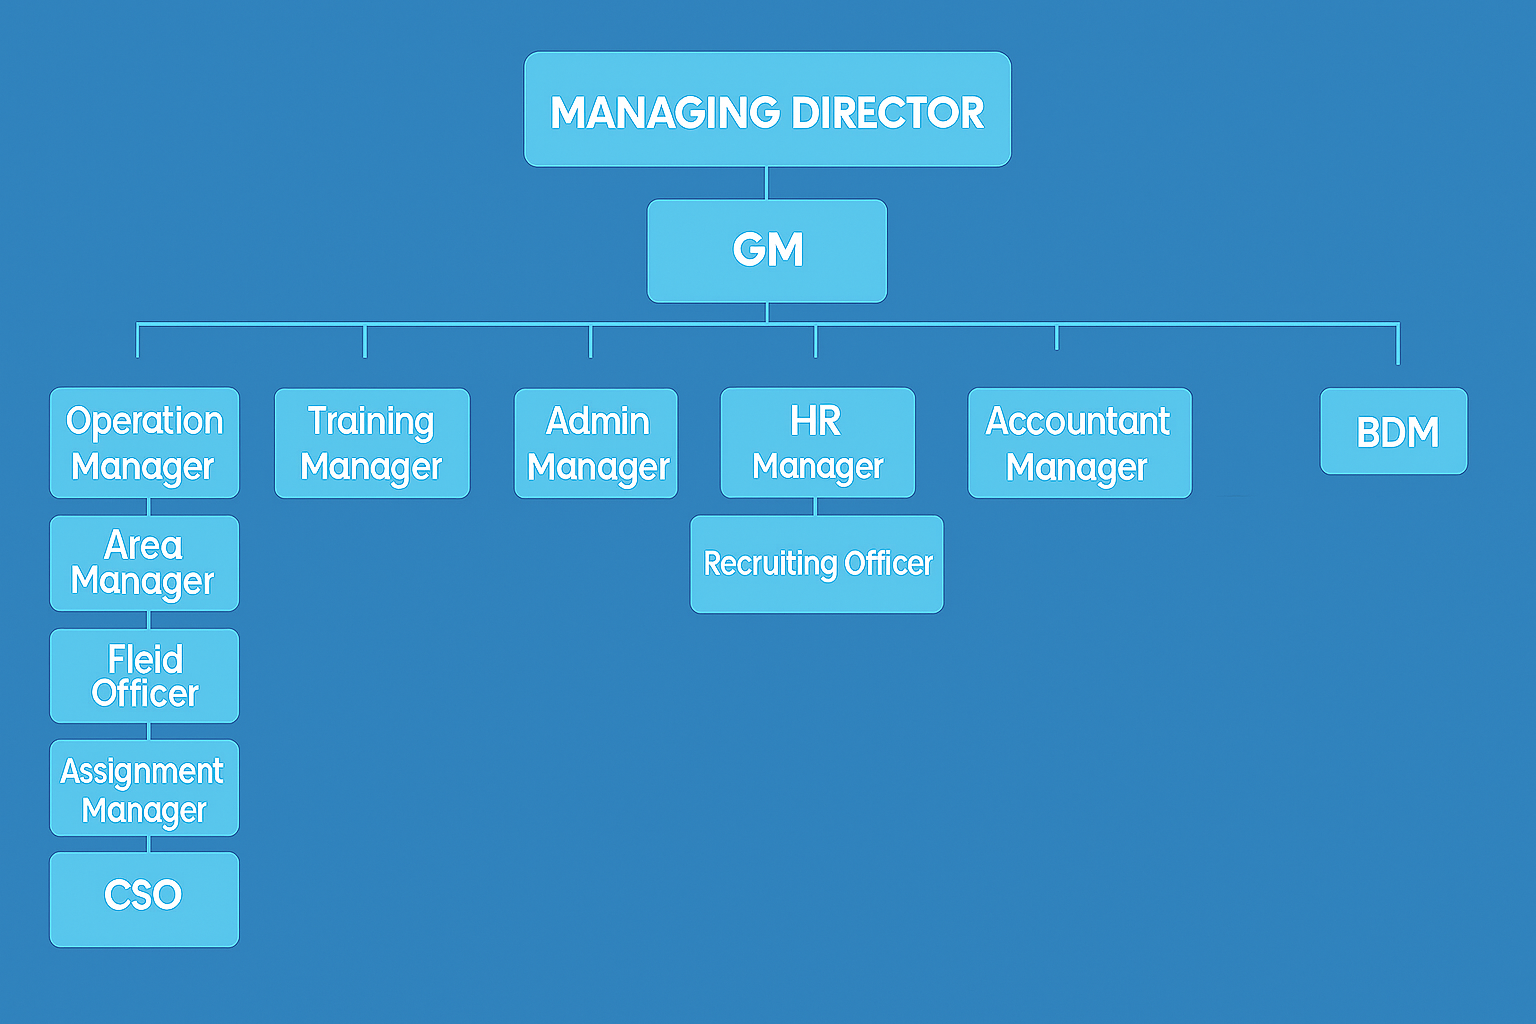 MANAGING DIRECTOR
GM
Operation
Manager
Training
Manager
Admin
Manager
HR
Manager
Accountant
Manager
BDM
Area
Manager
Recruiting Officer
Fleid
Officer
Assignment
Manager
CSO